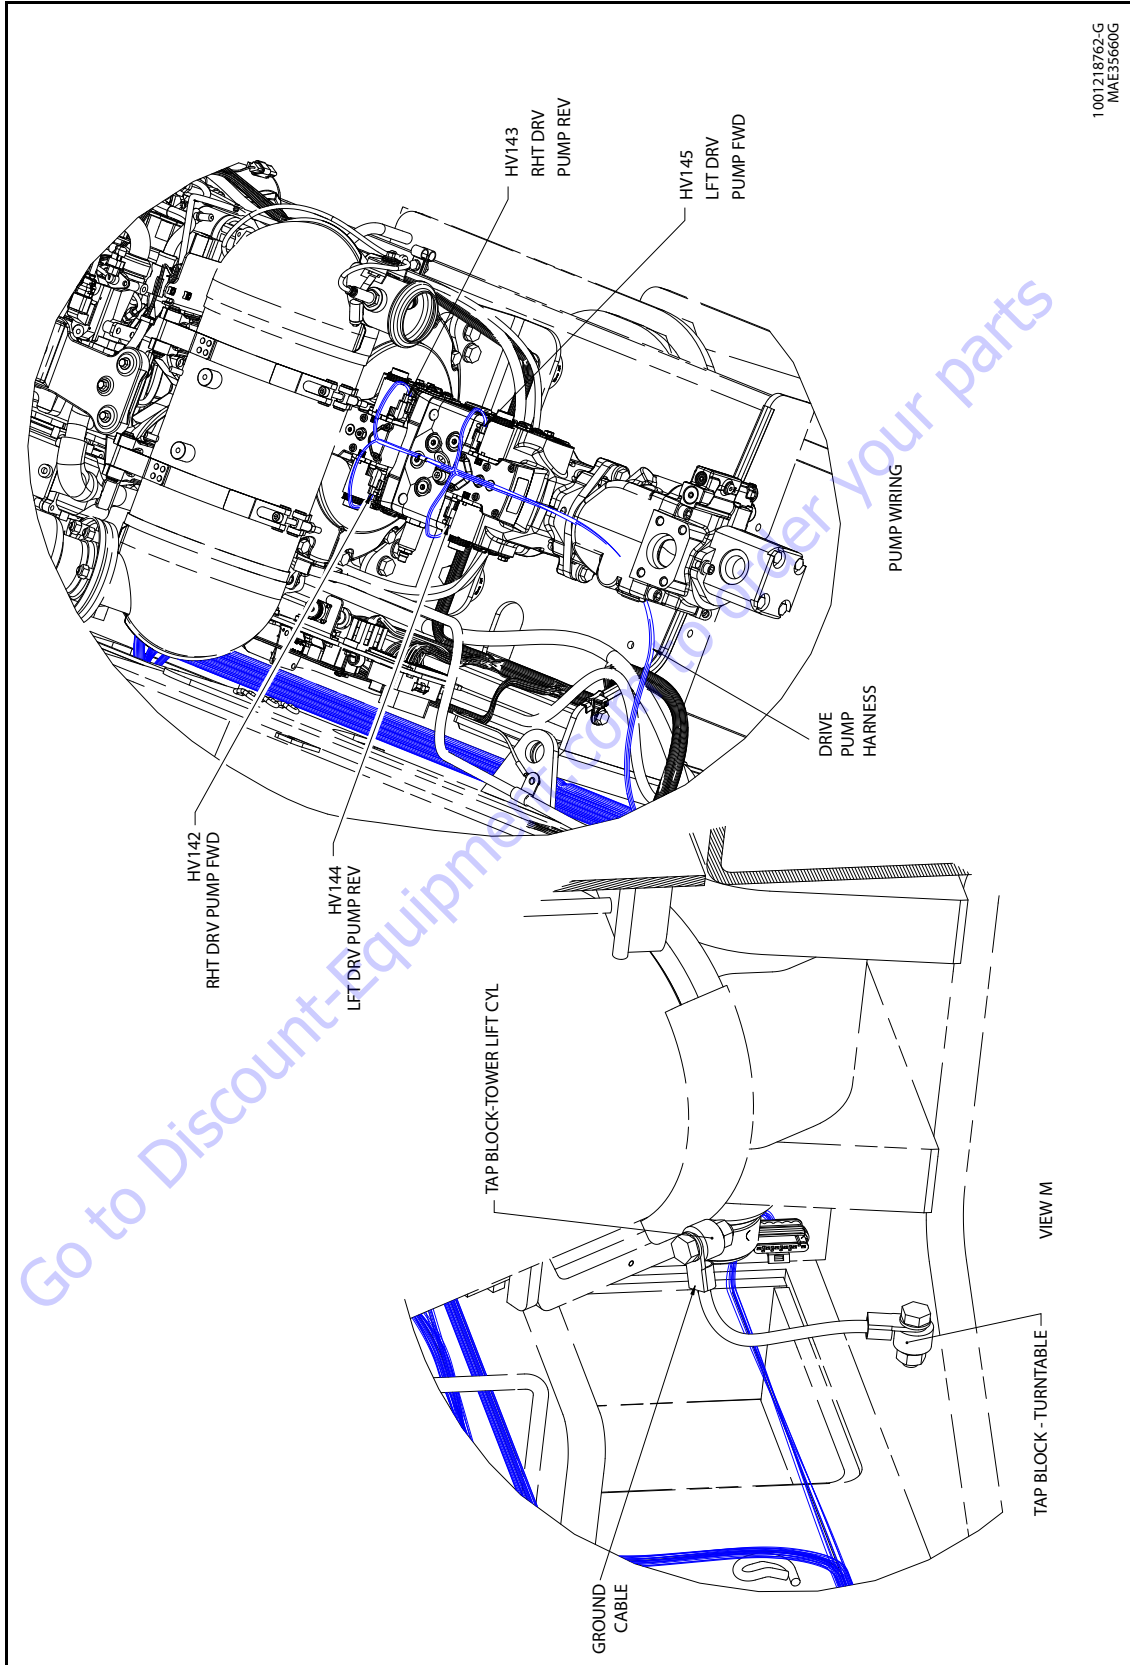 HV142
RHT DRV PUMP FWD
HV144
LFT DRV PUMP REV
HV143
RHT DRV
PUMP REV
HV145
LFT DRV
PUMP FWD
DRIVE
PUMP
HARNESS
PUMP WIRING
GROUND
CABLE
TAP BLOCK-TOWER LIFT CYL
TAP BLOCK - TURNTABLE
VIEW M
1001218762-G
MAE35660G
Go to Discount-Equipment.com to order your parts